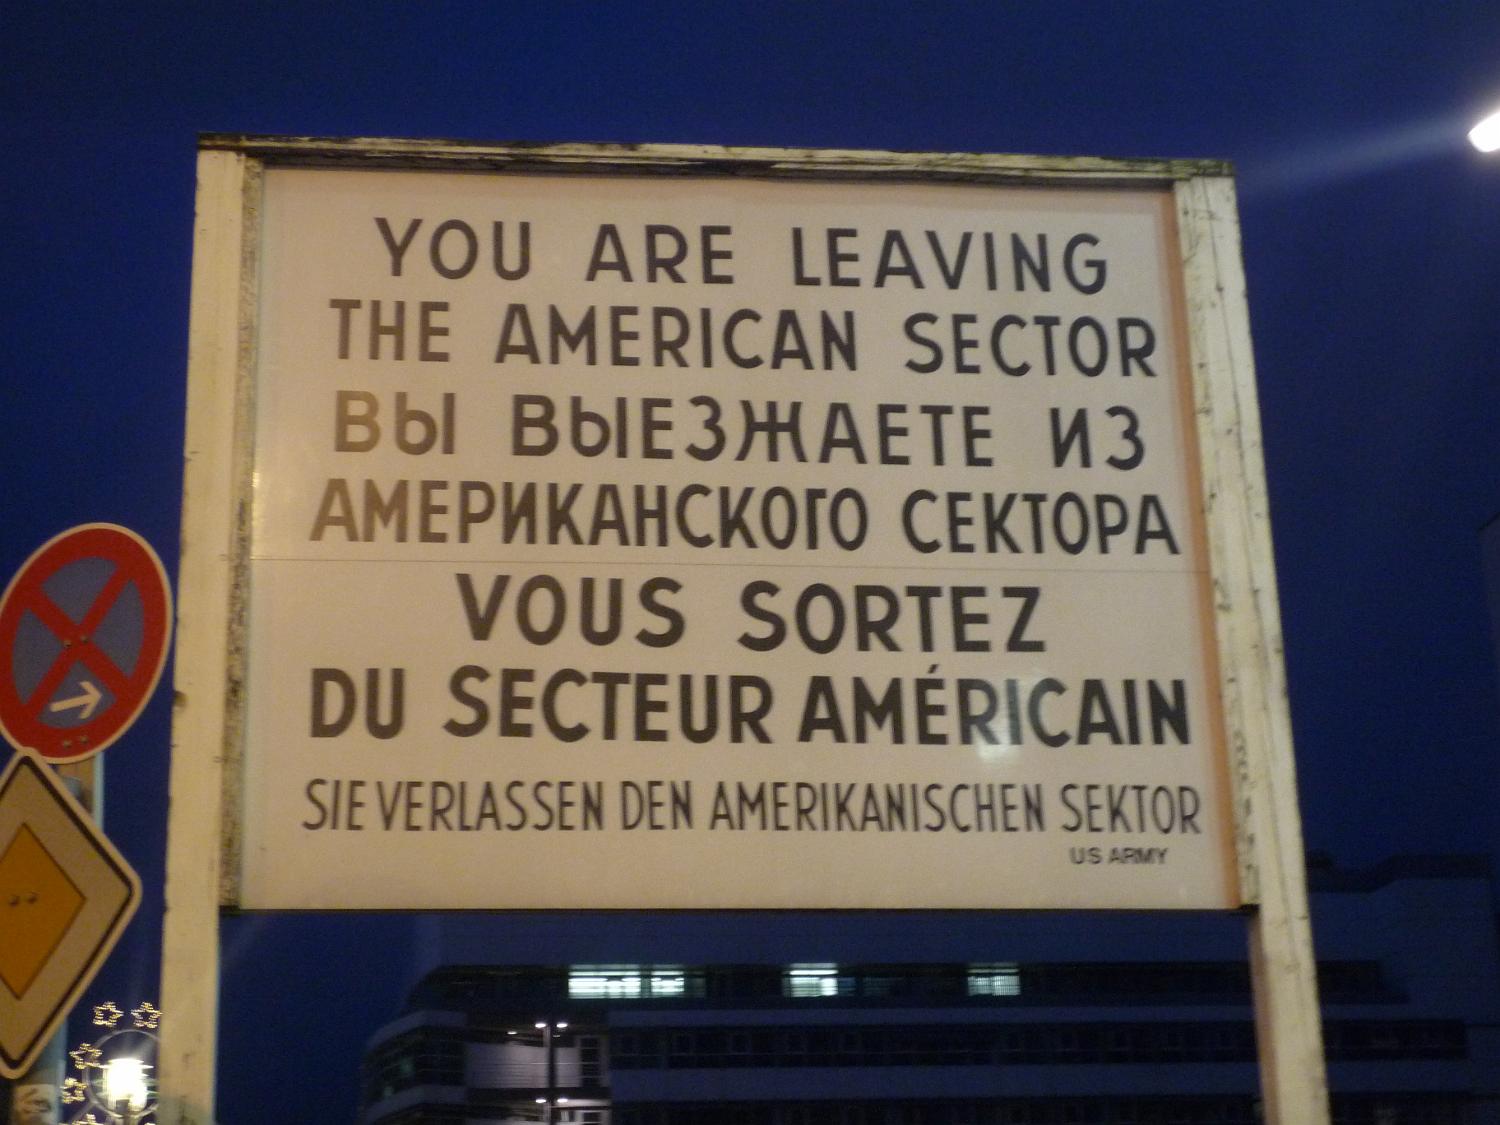 YOU ARE LEAVING
THE AMERICAN SECTOR
ВЫ ВЫЕЗЖАЕТЕ ИЗ
АМЕРИКАНСКОГО СЕКТОРА
VOUS SORTEZ
DU SECTEUR AMÉRICAIN
SIE VERLASSEN DEN AMERIKANISCHEN SEKTOR
US ARMY